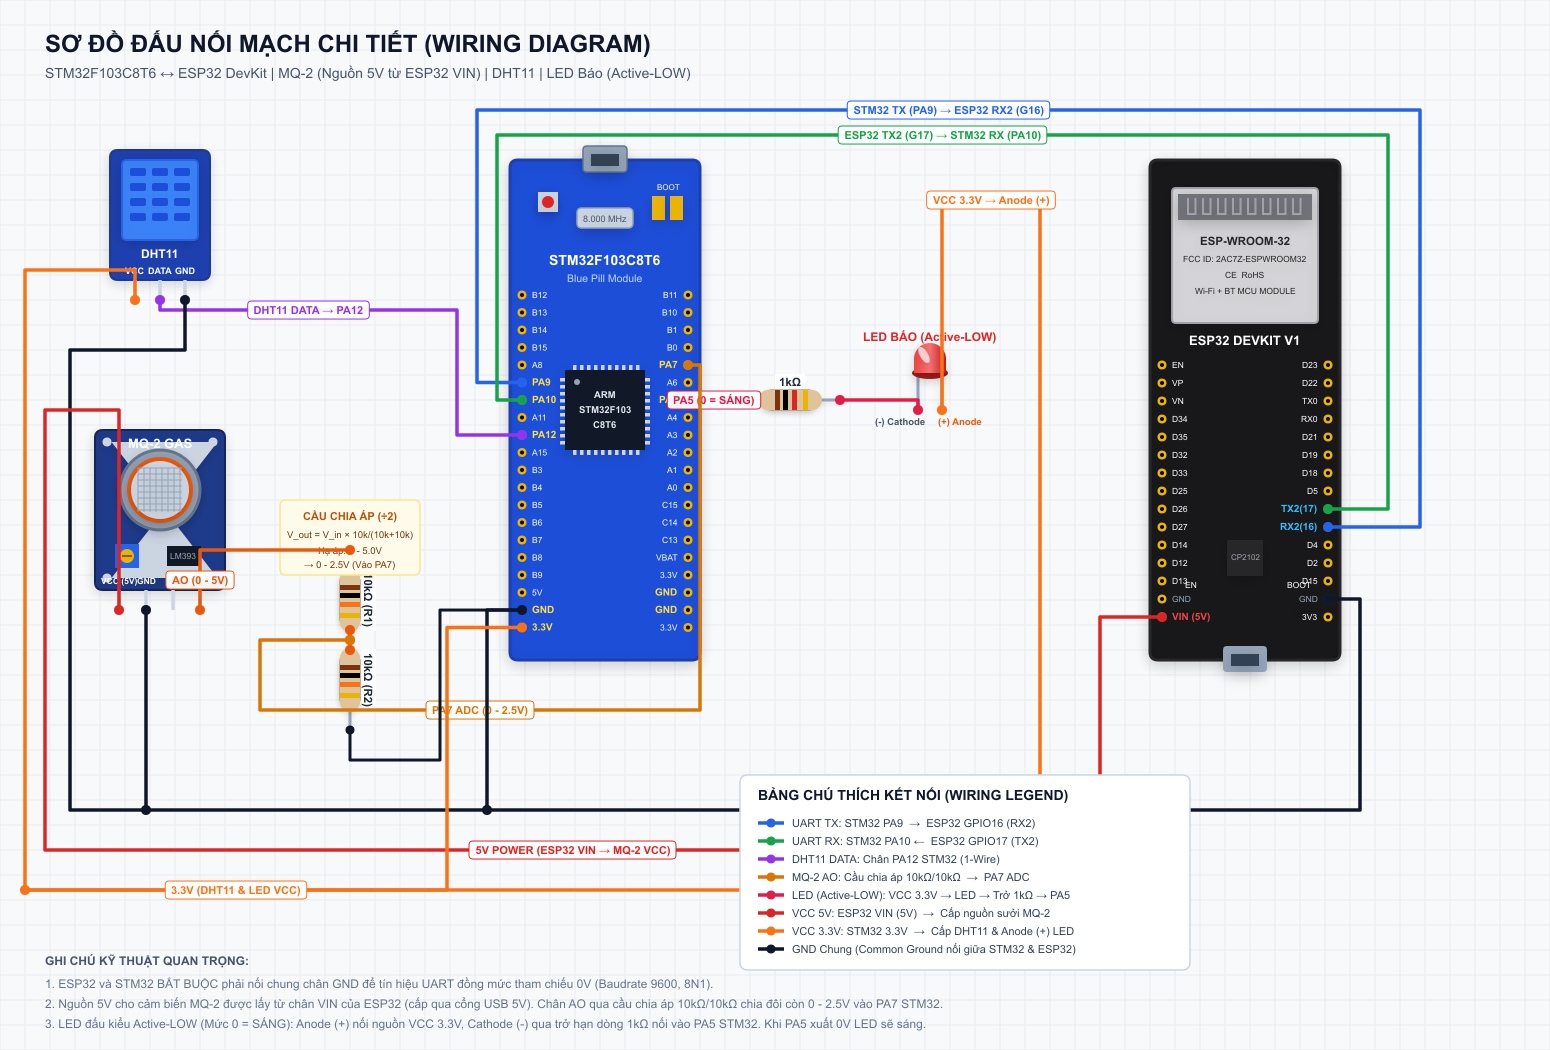 SƠ ĐỒ ĐẤU NỐI MẠCH CHI TIẾT (WIRING DIAGRAM)
STM32F103C8T6 ↔ ESP32 DevKit | MQ-2 (Nguồn 5V từ ESP32 VIN) | DHT11 | LED Báo (Active-LOW)
STM32 TX (PA9) → ESP32 RX2 (G16)
ESP32 TX2 (G17) → STM32 RX (PA10)
DHT11
VCC DATA GND
DHT11 DATA → PA12
BOOT
8.000 MHz
STM32F103C8T6
Blue Pill Module
B12
B13
B14
B15
A8
PA9
PA10
A11
PA12
A15
B3
B4
B5
B6
B7
B8
B9
5V
GND
3.3V
ARM
STM32F103
C8T6
B11
B10
B1
B0
PA7
A6
A4
A3
A2
A1
A0
C15
C14
C13
VBAT
3.3V
GND
GND
3.3V
VCC 3.3V → Anode (+)
LED BÁO (Active-LOW)
1kΩ
PA5 (0 = SÁNG)
(-) Cathode
(+) Anode
ESP-WROOM-32
FCC ID: 2AC7Z-ESPWROOM32
CE RoHS
Wi-Fi + BT MCU MODULE
ESP32 DEVKIT V1
EN
VP
VN
D34
D35
D32
D33
D25
D26
D27
D14
D12
D13
GND
VIN (5V)
D23
D22
TX0
RX0
D21
D19
D18
D5
TX2(17)
RX2(16)
D4
D2
D15
GND
3V3
CP2102
EN
BOOT
MQ-2 GAS
LM393
VCC (5V)
GND
AO (0 - 5V)
CẦU CHIA ÁP (÷2)
V_out = V_in × 10k/(10k+10k)
Hạ áp: - 5.0V
→ 0 - 2.5V (Vào PA7)
10kΩ (R1)
10kΩ (R2)
PA7 ADC (0 - 2.5V)
5V POWER (ESP32 VIN → MQ-2 VCC)
3.3V (DHT11 & LED VCC)
BẢNG CHÚ THÍCH KẾT NỐI (WIRING LEGEND)
UART TX: STM32 PA9 → ESP32 GPIO16 (RX2)
UART RX: STM32 PA10 ← ESP32 GPIO17 (TX2)
DHT11 DATA: Chân PA12 STM32 (1-Wire)
MQ-2 AO: Cầu chia áp 10kΩ/10kΩ → PA7 ADC
LED (Active-LOW): VCC 3.3V → LED → Trở 1kΩ → PA5
VCC 5V: ESP32 VIN (5V) → Cấp nguồn sưởi MQ-2
VCC 3.3V: STM32 3.3V → Cấp DHT11 & Anode (+) LED
GND Chung (Common Ground nối giữa STM32 & ESP32)
GHI CHÚ KỸ THUẬT QUAN TRỌNG:
1. ESP32 và STM32 BẮT BUỘC phải nối chung chân GND để tín hiệu UART đồng mức tham chiếu 0V (Baudrate 9600, 8N1).
2. Nguồn 5V cho cảm biến MQ-2 được lấy từ chân VIN của ESP32 (cấp qua cổng USB 5V). Chân AO qua cầu chia áp 10kΩ/10kΩ chia đôi còn 0 - 2.5V vào PA7 STM32.
3. LED đấu kiểu Active-LOW (Mức 0 = SÁNG): Anode (+) nối nguồn VCC 3.3V, Cathode (-) qua trở hạn dòng 1kΩ nối vào PA5 STM32. Khi PA5 xuất 0V LED sẽ sáng.